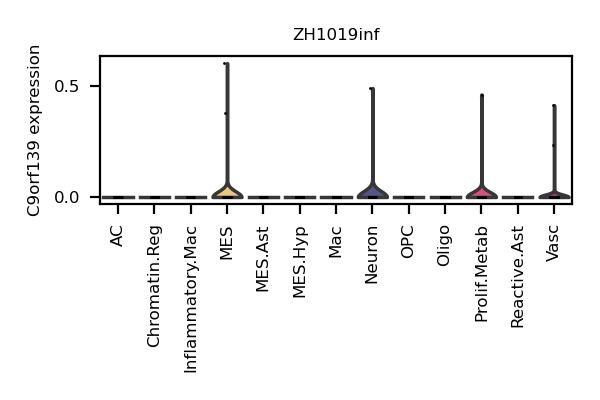 ZH1019inf
C9orf139 expression
0.5
0.0
AC
Chromatin.Reg
Inflammatory.Mac
MES
MES.Ast
MES.Hyp
Mac
Neuron
OPC
Oligo
Prolif.Metab
Reactive.Ast
Vasc